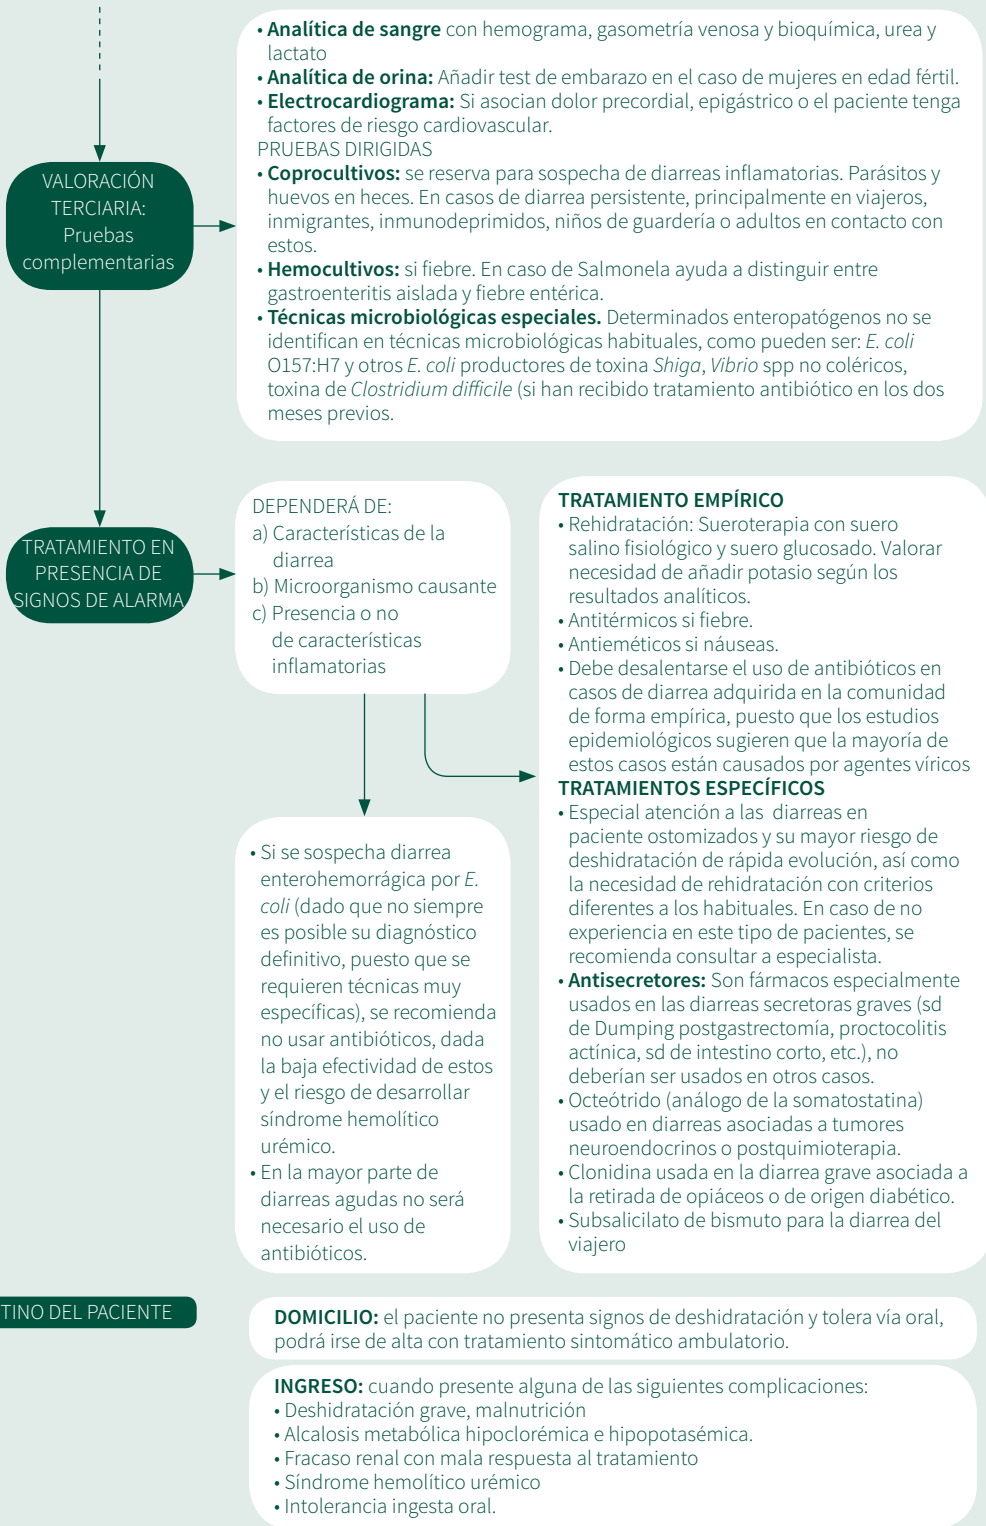 • Analítica de sangre con hemograma, gasometría venosa y bioquímica, urea y
lactato
• Analítica de orina: Añadir test de embarazo en el caso de mujeres en edad fértil.
• Electrocardiograma: Si asocian dolor precordial, epigástrico o el paciente tenga
factores de riesgo cardiovascular.
PRUEBAS DIRIGIDAS
• Coprocultivos: se reserva para sospecha de diarreas inflamatorias. Parásitos y
huevos en heces. En casos de diarrea persistente, principalmente en viajeros,
inmigrantes, inmunodeprimidos, niños de guardería o adultos en contacto con
estos.
• Hemocultivos: si fiebre. En caso de Salmonela ayuda a distinguir entre
gastroenteritis aislada y fiebre entérica.
• Técnicas microbiológicas especiales. Determinados enteropatógenos no se
identifican en técnicas microbiológicas habituales, como pueden ser: E. coli
O157:H7 y otros E. coli productores de toxina Shiga, Vibrio spp no coléricos,
toxina de Clostridium difficile (si han recibido tratamiento antibiótico en los dos
meses previos.
VALORACIÓN
TERCIARIA:
Pruebas
complementarias
TRATAMIENTO EN
PRESENCIA DE
SIGNOS DE ALARMA
DEPENDERÁ DE:
a) Características de la
diarrea
b) Microorganismo causante
c) Presencia o no
de características
inflamatorias
• Si se sospecha diarrea
enterohemorrágica por E.
coli (dado que no siempre
es posible su diagnóstico
definitivo, puesto que se
requieren técnicas muy
específicas), se recomienda
no usar antibióticos, dada
la baja efectividad de estos
y el riesgo de desarrollar
síndrome hemolítico
urémico.
• En la mayor parte de
diarreas agudas no será
necesario el uso de
antibióticos.
TRATAMIENTO EMPÍRICO
• Rehidratación: Sueroterapia con suero
salino fisiológico y suero glucosado. Valorar
necesidad de añadir potasio según los
resultados analíticos.
• Antitérmicos si fiebre.
• Antieméticos si náuseas.
• Debe desalentarse el uso de antibióticos en
casos de diarrea adquirida en la comunidad
de forma empírica, puesto que los estudios
epidemiológicos sugieren que la mayoría de
estos casos están causados por agentes víricos
TRATAMIENTOS ESPECÍFICOS
• Especial atención a las diarreas en
paciente ostomizados y su mayor riesgo de
deshidratación de rápida evolución, así como
la necesidad de rehidratación con criterios
diferentes a los habituales. En caso de no
experiencia en este tipo de pacientes, se
recomienda consultar a especialista.
• Antisecretores: Son fármacos especialmente
usados en las diarreas secretoras graves (sd
de Dumping postgastrectomía, proctocolitis
actínica, sd de intestino corto, etc.), no
deberían ser usados en otros casos.
• Octeótrido (análogo de la somatostatina)
usado en diarreas asociadas a tumores
neuroendocrinos o postquimioterapia.
• Clonidina usada en la diarrea grave asociada a
la retirada de opiáceos o de origen diabético.
• Subsalicilato de bismuto para la diarrea del
viajero
TINO DEL PACIENTE
DOMICILIO: el paciente no presenta signos de deshidratación y tolera vía oral,
podrá irse de alta con tratamiento sintomático ambulatorio.
INGRESO: cuando presente alguna de las siguientes complicaciones:
• Deshidratación grave, malnutrición
• Alcalosis metabólica hipoclorémica e hipopotasémica.
• Fracaso renal con mala respuesta al tratamiento
• Síndrome hemolítico urémico
• Intolerancia ingesta oral.